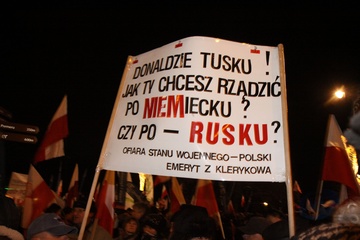 DONALDZIE TUSKU !
JAK TY CHCESZ RZĄDZIĆ
PO NIEMIECKU ?
CZY PO – RUSKU ?
OFIARA STANU WOJENNEGO – POLSKI
EMERYT Z KLERYKOWA